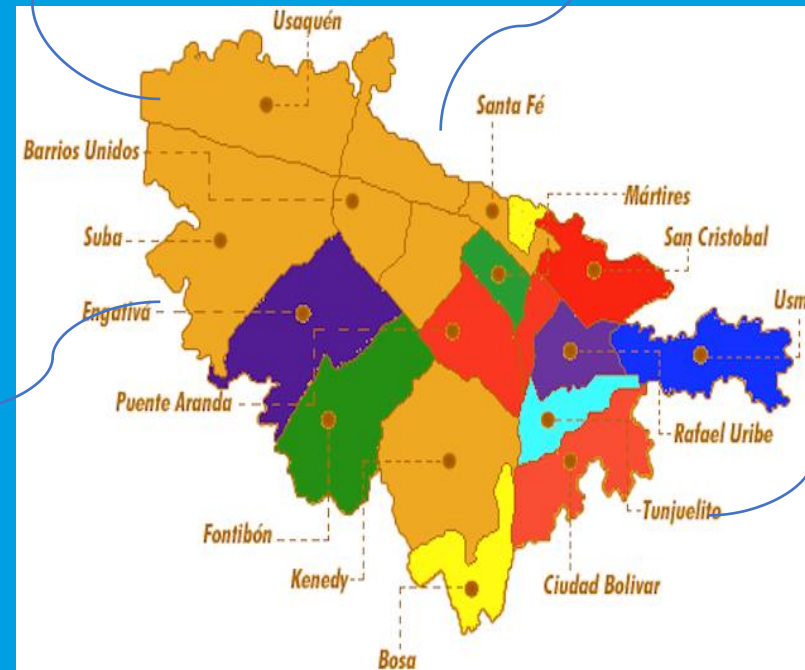 Usaquén
Santa Fé
Barrios Unidos
Mártires
Suba
San Cristobal
Engativá
Usm
Puente Aranda
Rafael Uribe
Tunjuelito
Fontibón
Kenedy
Ciudad Bolivar
Bosa